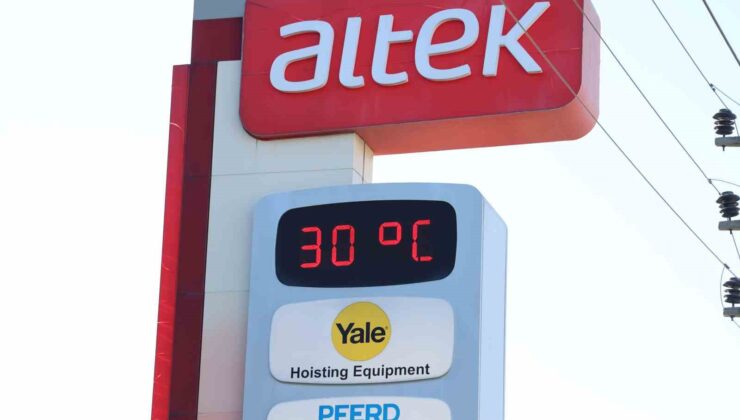 altek
30 °C
Yale
Hoisting Equipment
PFERD